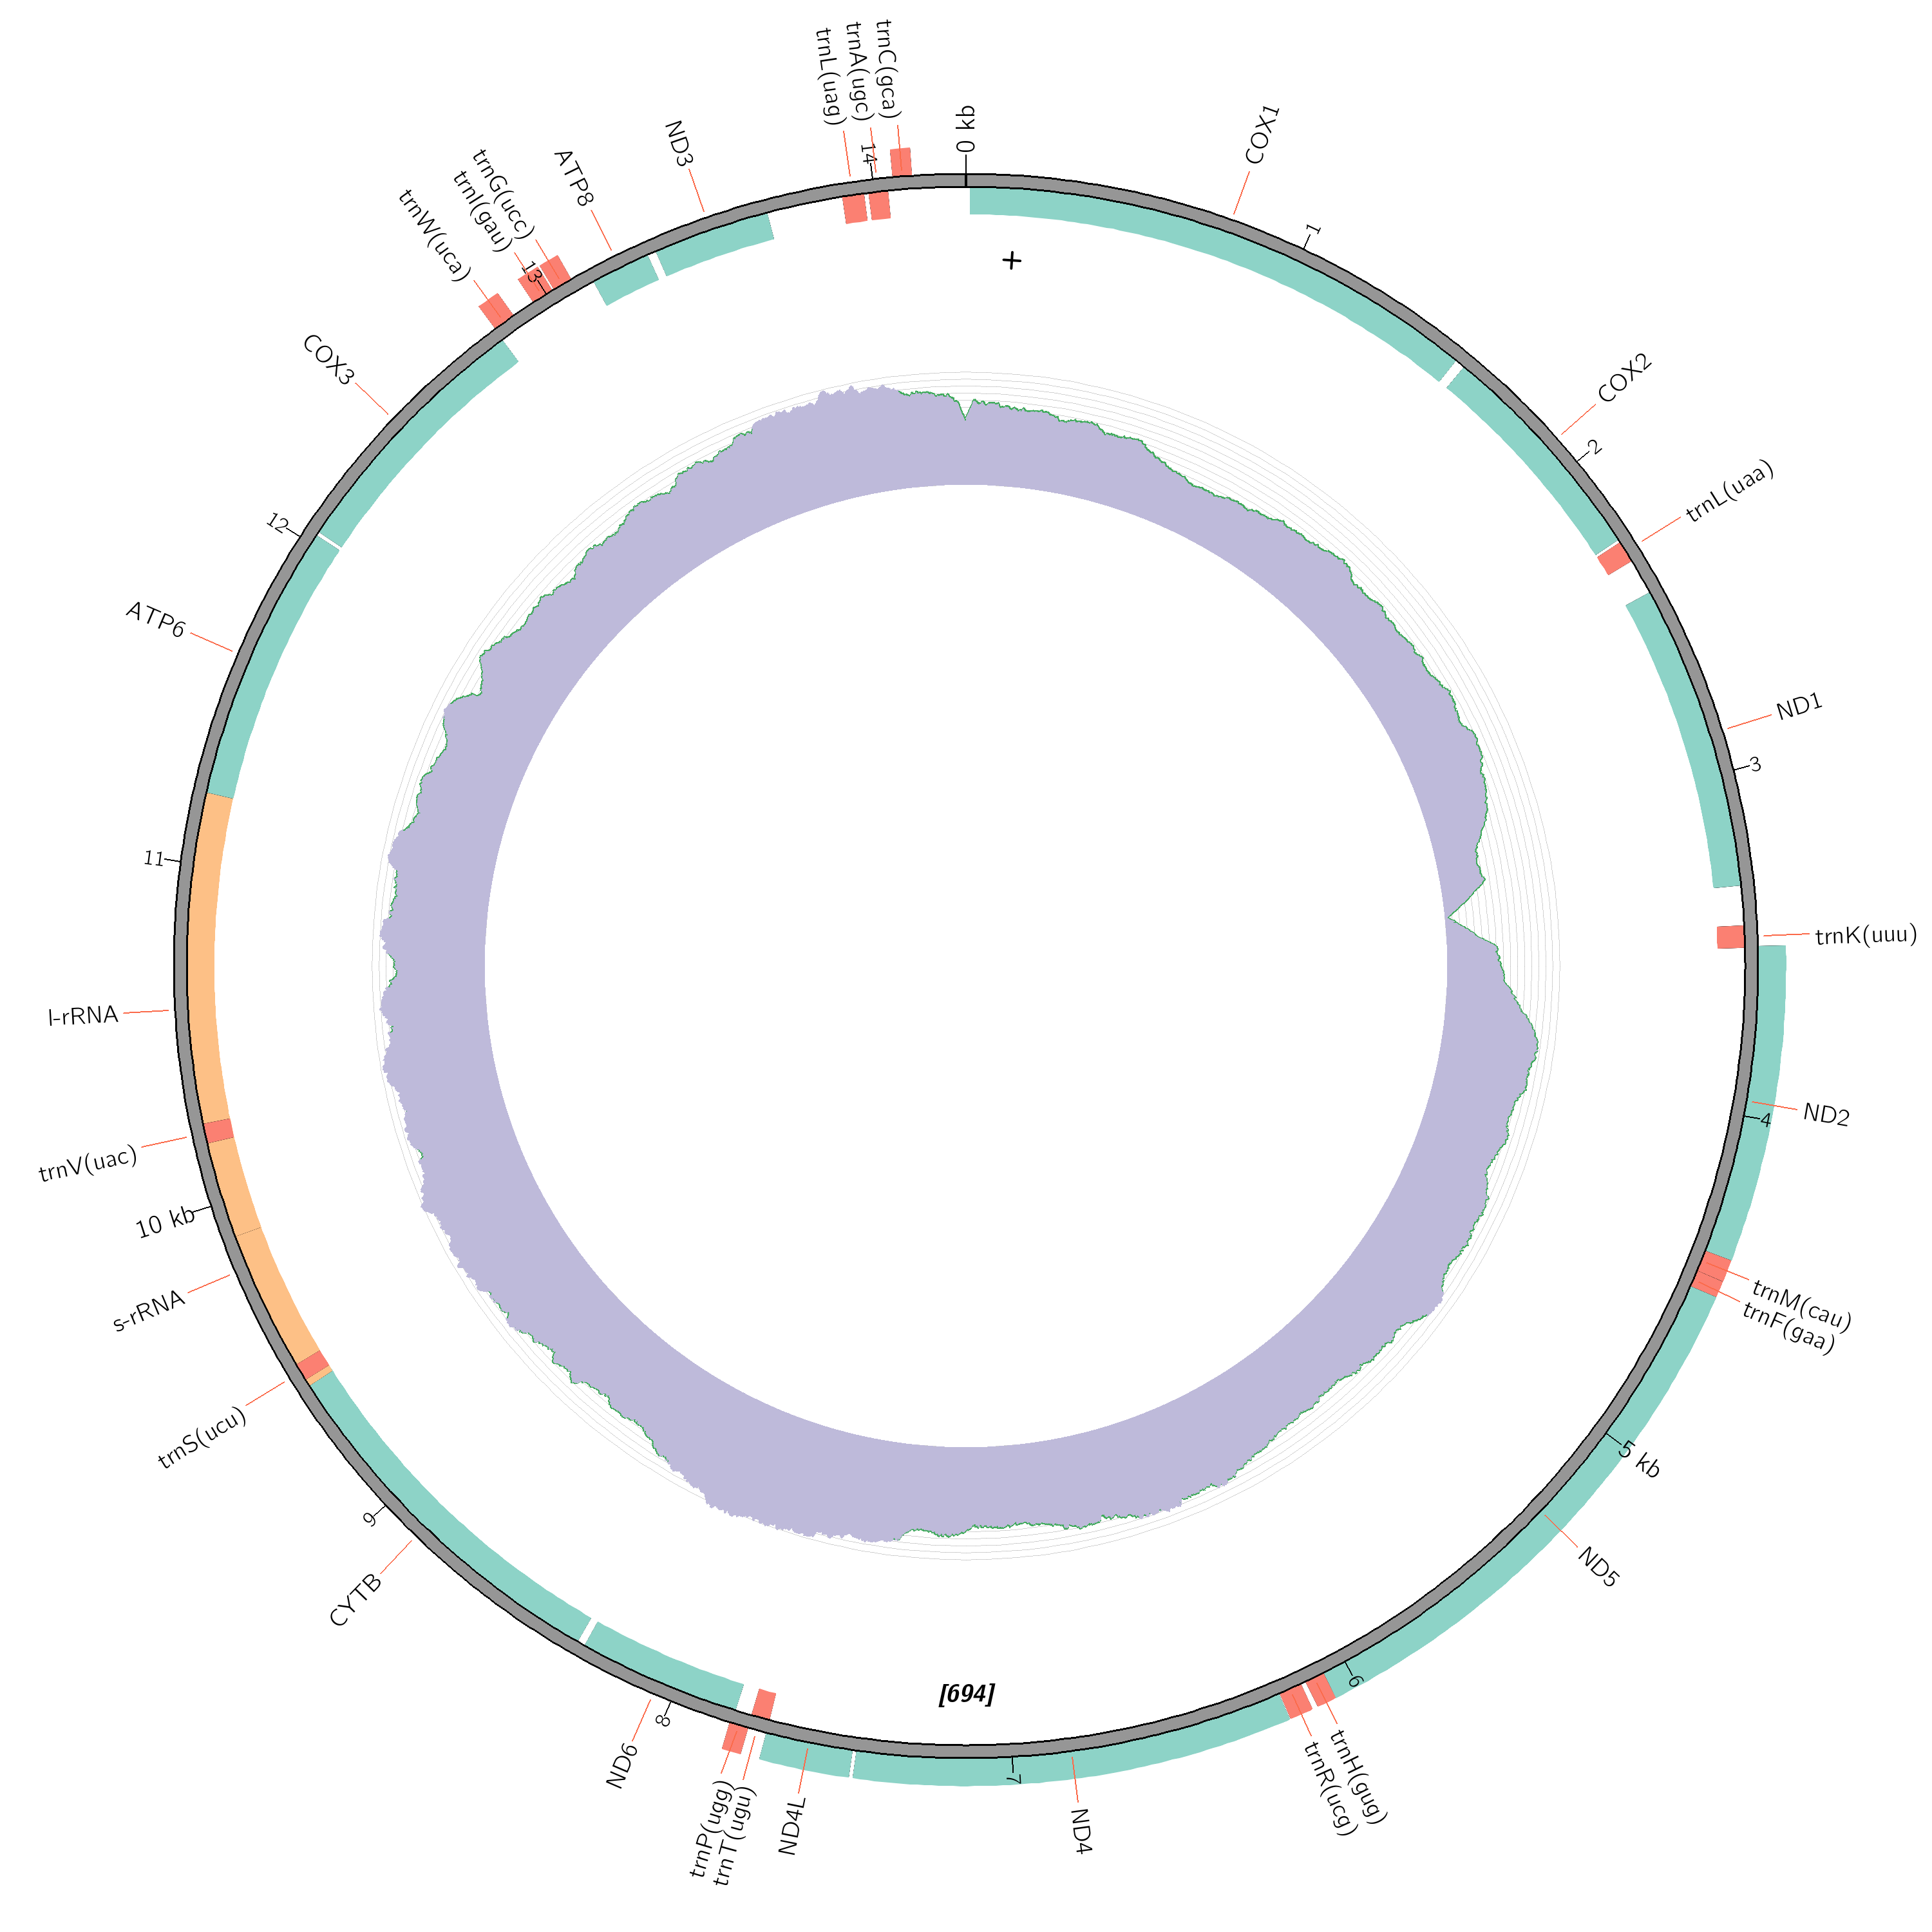 0 kb
COX1
1
COX2
2
trnL(uaa)
ND1
3
trnK(uuu)
ND2
4
trnM(cau)
trnF(gaa)
5 kb
ND5
6
trnH(gug)
trnR(ucg)
ND4
7
ND4L
trnT(ugu)
trnP(ugg)
8
ND6
CYTB
9
trnS(ucu)
s-rRNA
10 kb
trnV(uac)
l-rRNA
11
ATP6
12
COX3
trnW(uca)
13
trnI(gau)
trnG(ucc)
ATP8
ND3
trnL(uag)
14
trnA(ugc)
trnC(gca)
+
[694]